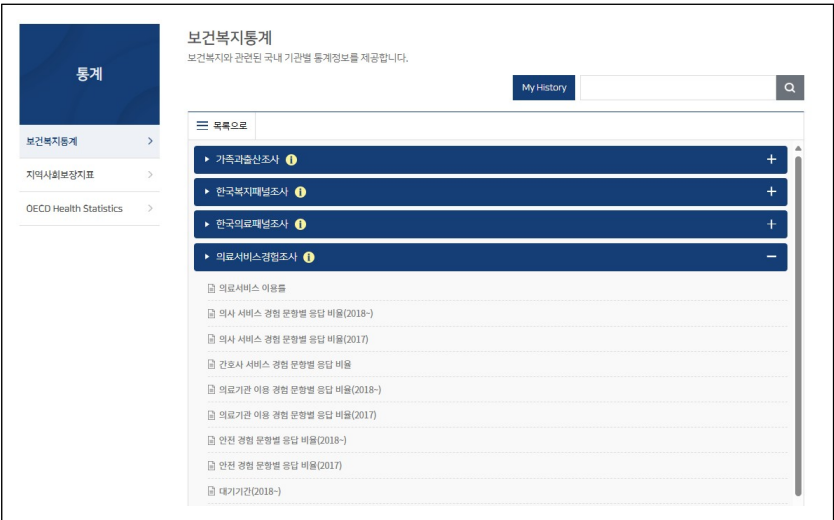 통계
보건복지통계
지역사회보장지표
OECD Health Statistics
보건복지통계
보건복지와 관련된 국내 기관별 통계정보를 제공합니다.
My History
목록으로
가족과출산조사
한국복지패널조사
한국의료패널조사
의료서비스경험조사
의료서비스 이용률
의사 서비스 경험 문항별 응답 비율(2018~)
의사 서비스 경험 문항별 응답 비율(2017)
간호사 서비스 경험 문항별 응답 비율
의료기관 이용 경험 문항별 응답 비율(2018~)
의료기관 이용 경험 문항별 응답 비율(2017)
안전 경험 문항별 응답 비율(2018~)
안전 경험 문항별 응답 비율(2017)
대기기간(2018~)